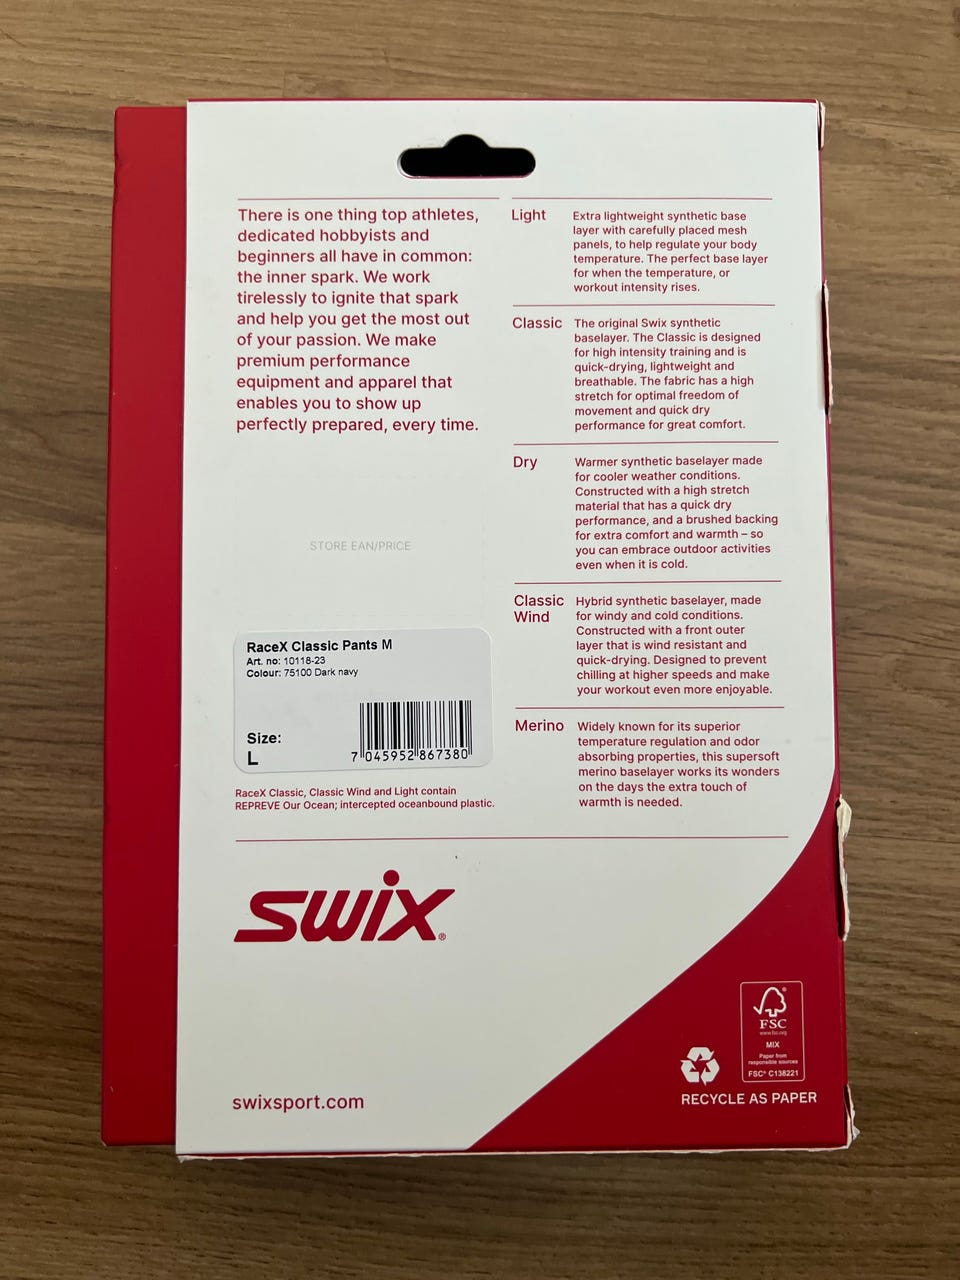 There is one thing top athletes,
dedicated hobbyists and
beginners all have in common:
the inner spark. We work
tirelessly to ignite that spark
and help you get the most out
of your passion. We make
premium performance
equipment and apparel that
enables you to show up
perfectly prepared, every time.
STORE EAN/PRICE
RaceX Classic Pants M
Art. no: 10118-23
Colour: 75100 Dark navy
Size:
L
7 045952 867380
RaceX Classic, Classic Wind and Light contain
REPREVE Our Ocean; intercepted oceanbound plastic.
Light
Extra lightweight synthetic base
layer with carefully placed mesh
panels, to help regulate your body
temperature. The perfect base layer
for when the temperature, or
workout intensity rises.
Classic
The original Swix synthetic
baselayer. The Classic is designed
for high intensity training and is
quick-drying, lightweight and
breathable. The fabric has a high
stretch for optimal freedom of
movement and quick dry
performance for great comfort.
Dry
Warmer synthetic baselayer made
for cooler weather conditions.
Constructed with a high stretch
material that has a quick dry
performance, and a brushed backing
for extra comfort and warmth – so
you can embrace outdoor activities
even when it is cold.
Classic
Wind
Hybrid synthetic baselayer, made
for windy and cold conditions.
Constructed with a front outer
layer that is wind resistant and
quick-drying. Designed to prevent
chilling at higher speeds and make
your workout even more enjoyable.
Merino
Widely known for its superior
temperature regulation and odor
absorbing properties, this supersoft
merino baselayer works its wonders
on the days the extra touch of
warmth is needed.
swix®
swixsport.com
®
FSC
www.fsc.org
MIX
Paper from
responsible sources
FSC® C138221
RECYCLE AS PAPER